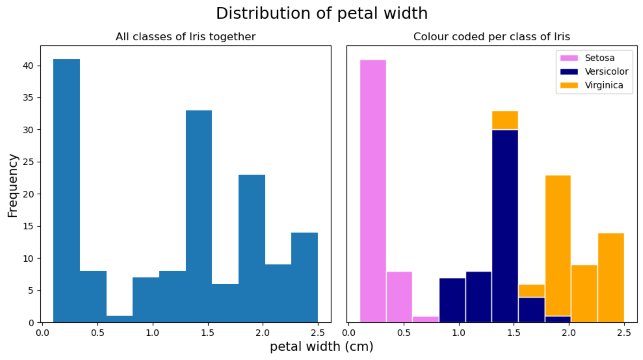 Distribution of petal width
All classes of Iris together
Frequency
40
35
30
25
20
15
10
5
0
0.0 0.5 1.0 1.5 2.0 2.5
Colour coded per class of Iris
Setosa
Versicolor
Virginica
0.0 0.5 1.0 1.5 2.0 2.5
petal width (cm)